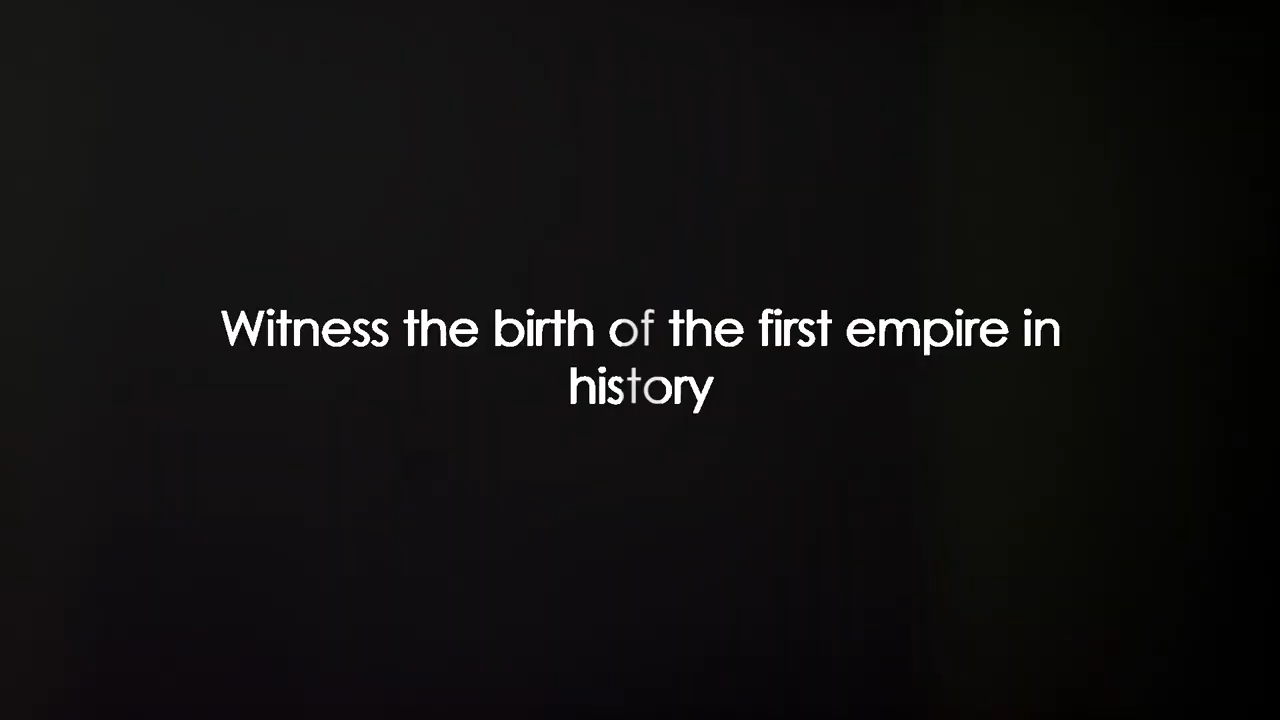 Witness the birth of the first empire in
history